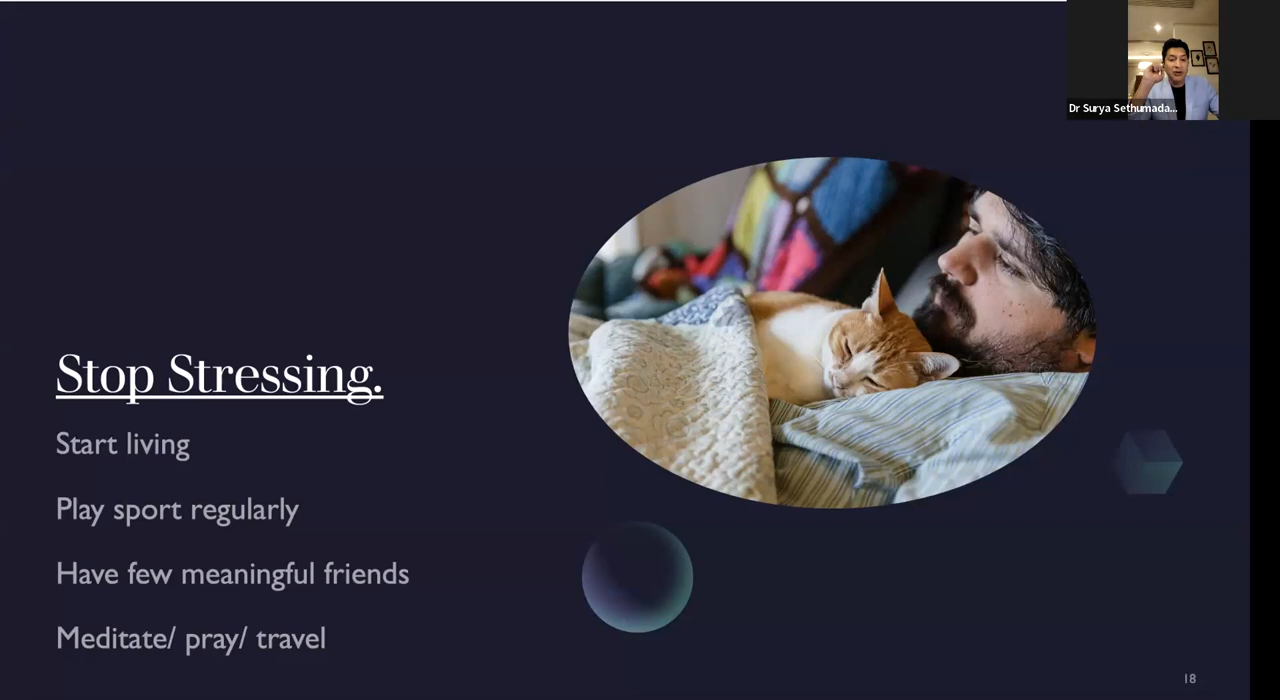 Dr Surya Sethumada...
Stop Stressing.
Start living
Play sport regularly
Have few meaningful friends
Meditate/ pray/ travel
18